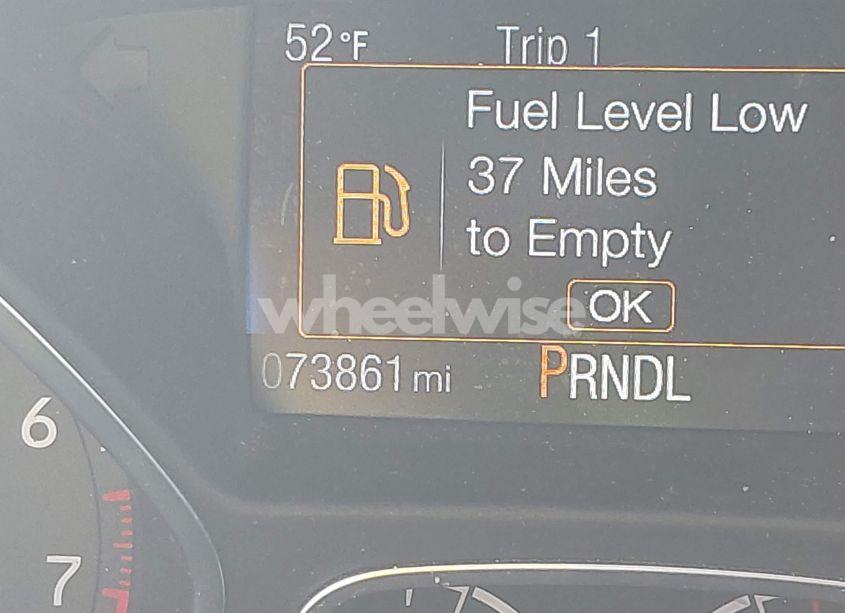 52°F Trip 1
Fuel Level Low
37 Miles
to Empty
OK
wheelwise
073861 mi PRNDL
6
7